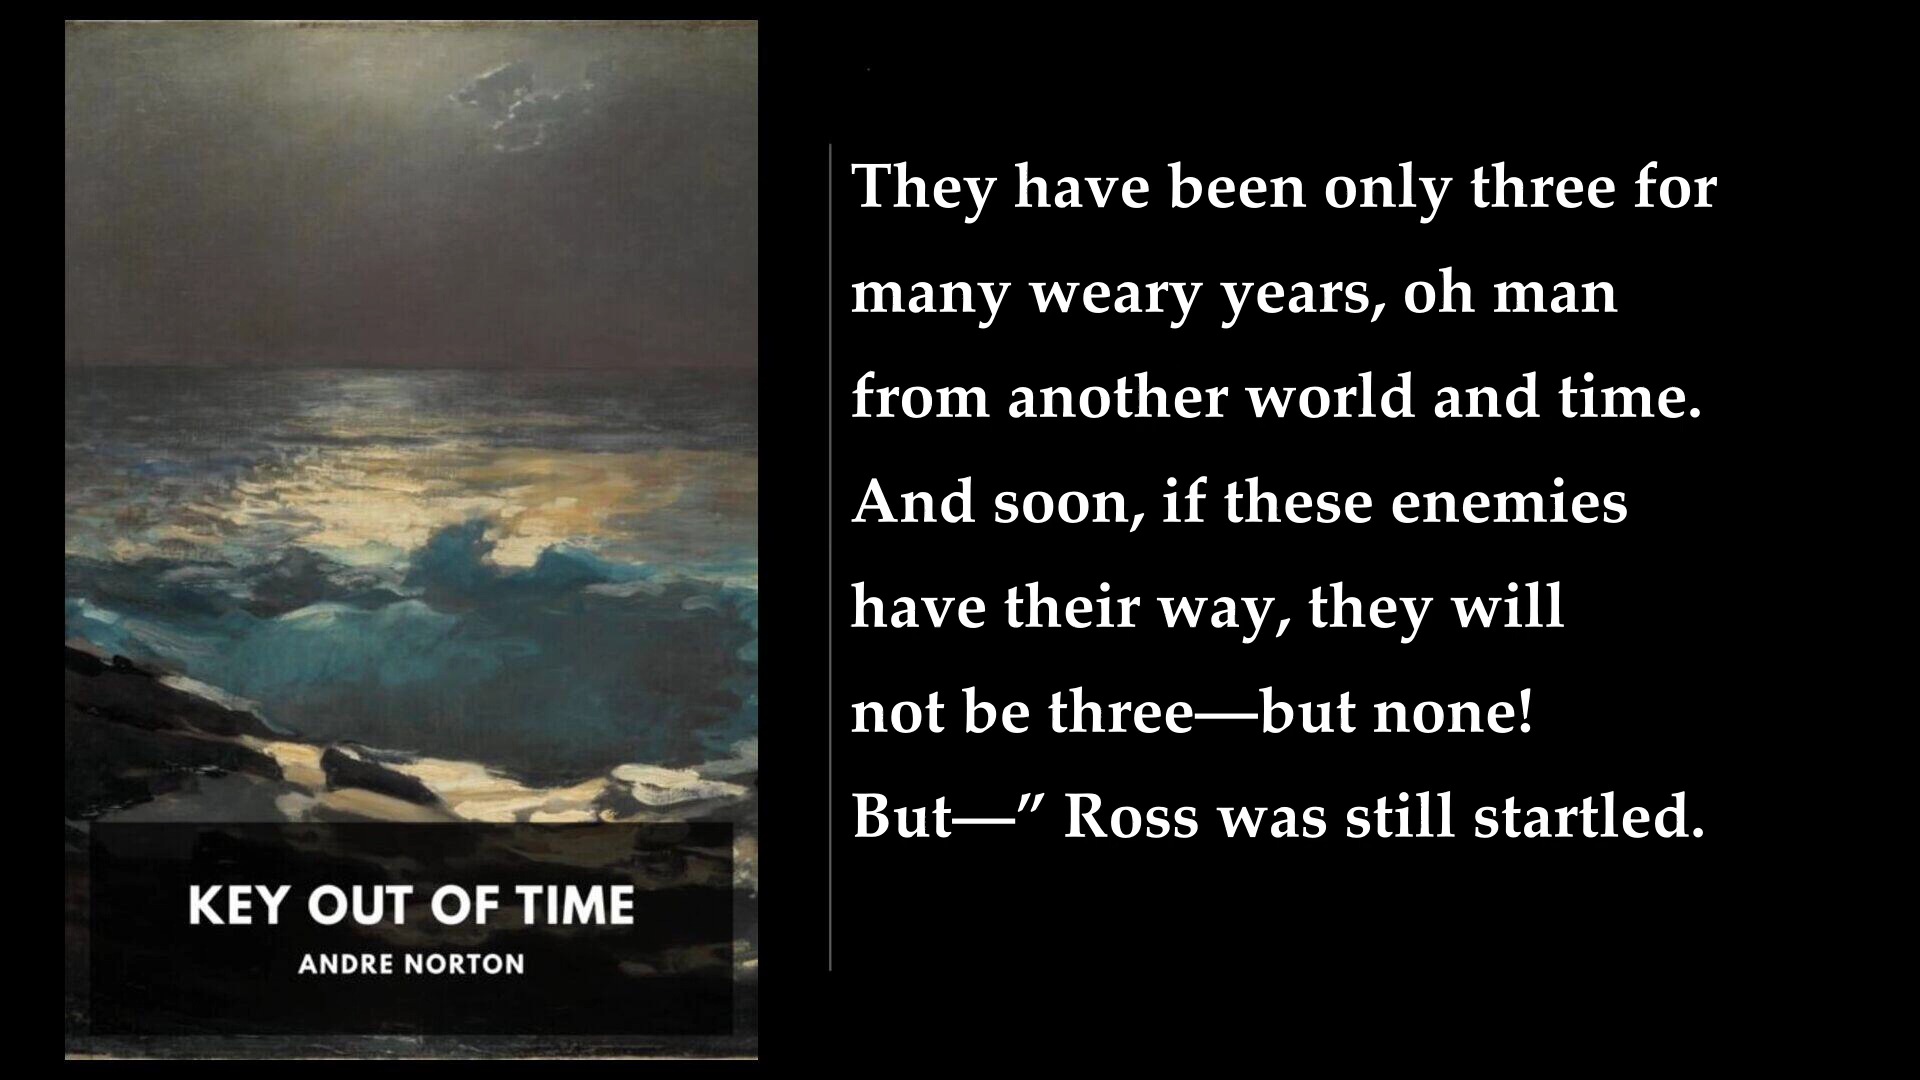 They have been only three for
many weary years, oh man
from another world and time.
And soon, if these enemies
have their way, they will
not be three—but none!
But—” Ross was still startled.
KEY OUT OF TIME
ANDRE NORTON